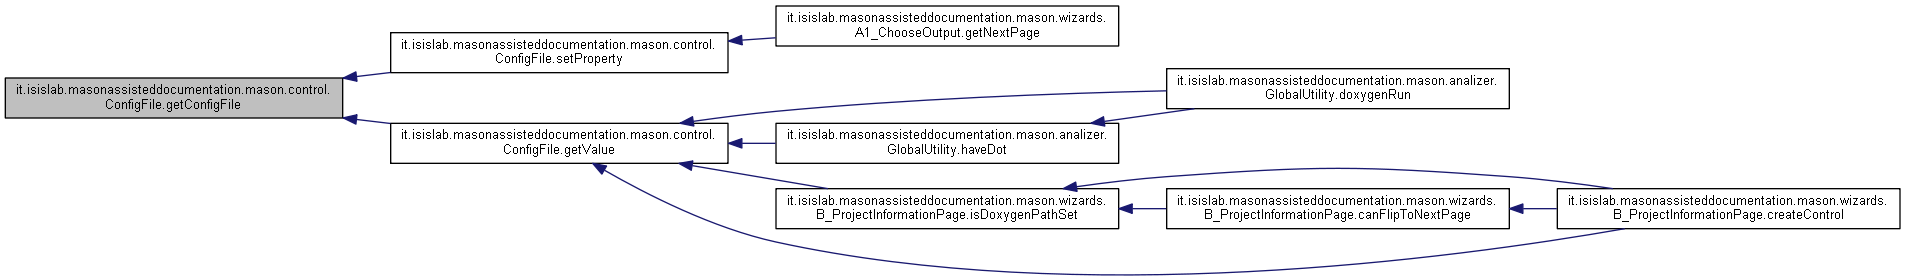 it.isislab.masonassisteddocumentation.mason.control.
ConfigFile.getConfigFile
it.isislab.masonassisteddocumentation.mason.control.
ConfigFile.setProperty
it.isislab.masonassisteddocumentation.mason.wizards.
A1_ChooseOutput.getNextPage
it.isislab.masonassisteddocumentation.mason.control.
ConfigFile.getValue
it.isislab.masonassisteddocumentation.mason.analizer.
GlobalUtility.doxygenRun
it.isislab.masonassisteddocumentation.mason.analizer.
GlobalUtility.haveDot
it.isislab.masonassisteddocumentation.mason.wizards.
B_ProjectInformationPage.isDoxygenPathSet
it.isislab.masonassisteddocumentation.mason.wizards.
B_ProjectInformationPage.canFlipToNextPage
it.isislab.masonassisteddocumentation.mason.wizards.
B_ProjectInformationPage.createControl